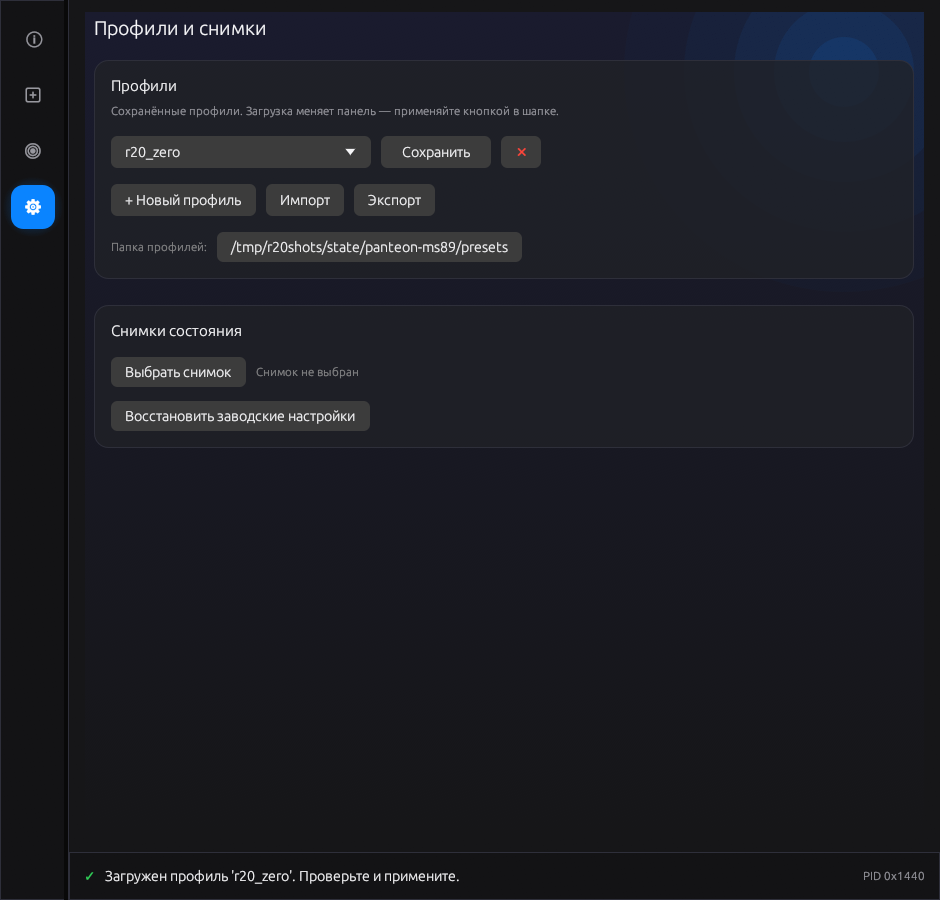 Профили и снимки
Профили
Сохранённые профили. Загрузка меняет панель — применяйте кнопкой в шапке.
r20_zero ▼ Сохранить ×
+ Новый профиль Импорт Экспорт
Папка профилей: /tmp/r20shots/state/panteon-ms89/presets
Снимки состояния
Выбрать снимок Снимок не выбран
Восстановить заводские настройки
✓ Загружен профиль 'r20_zero'. Проверьте и примените. PID 0x1440